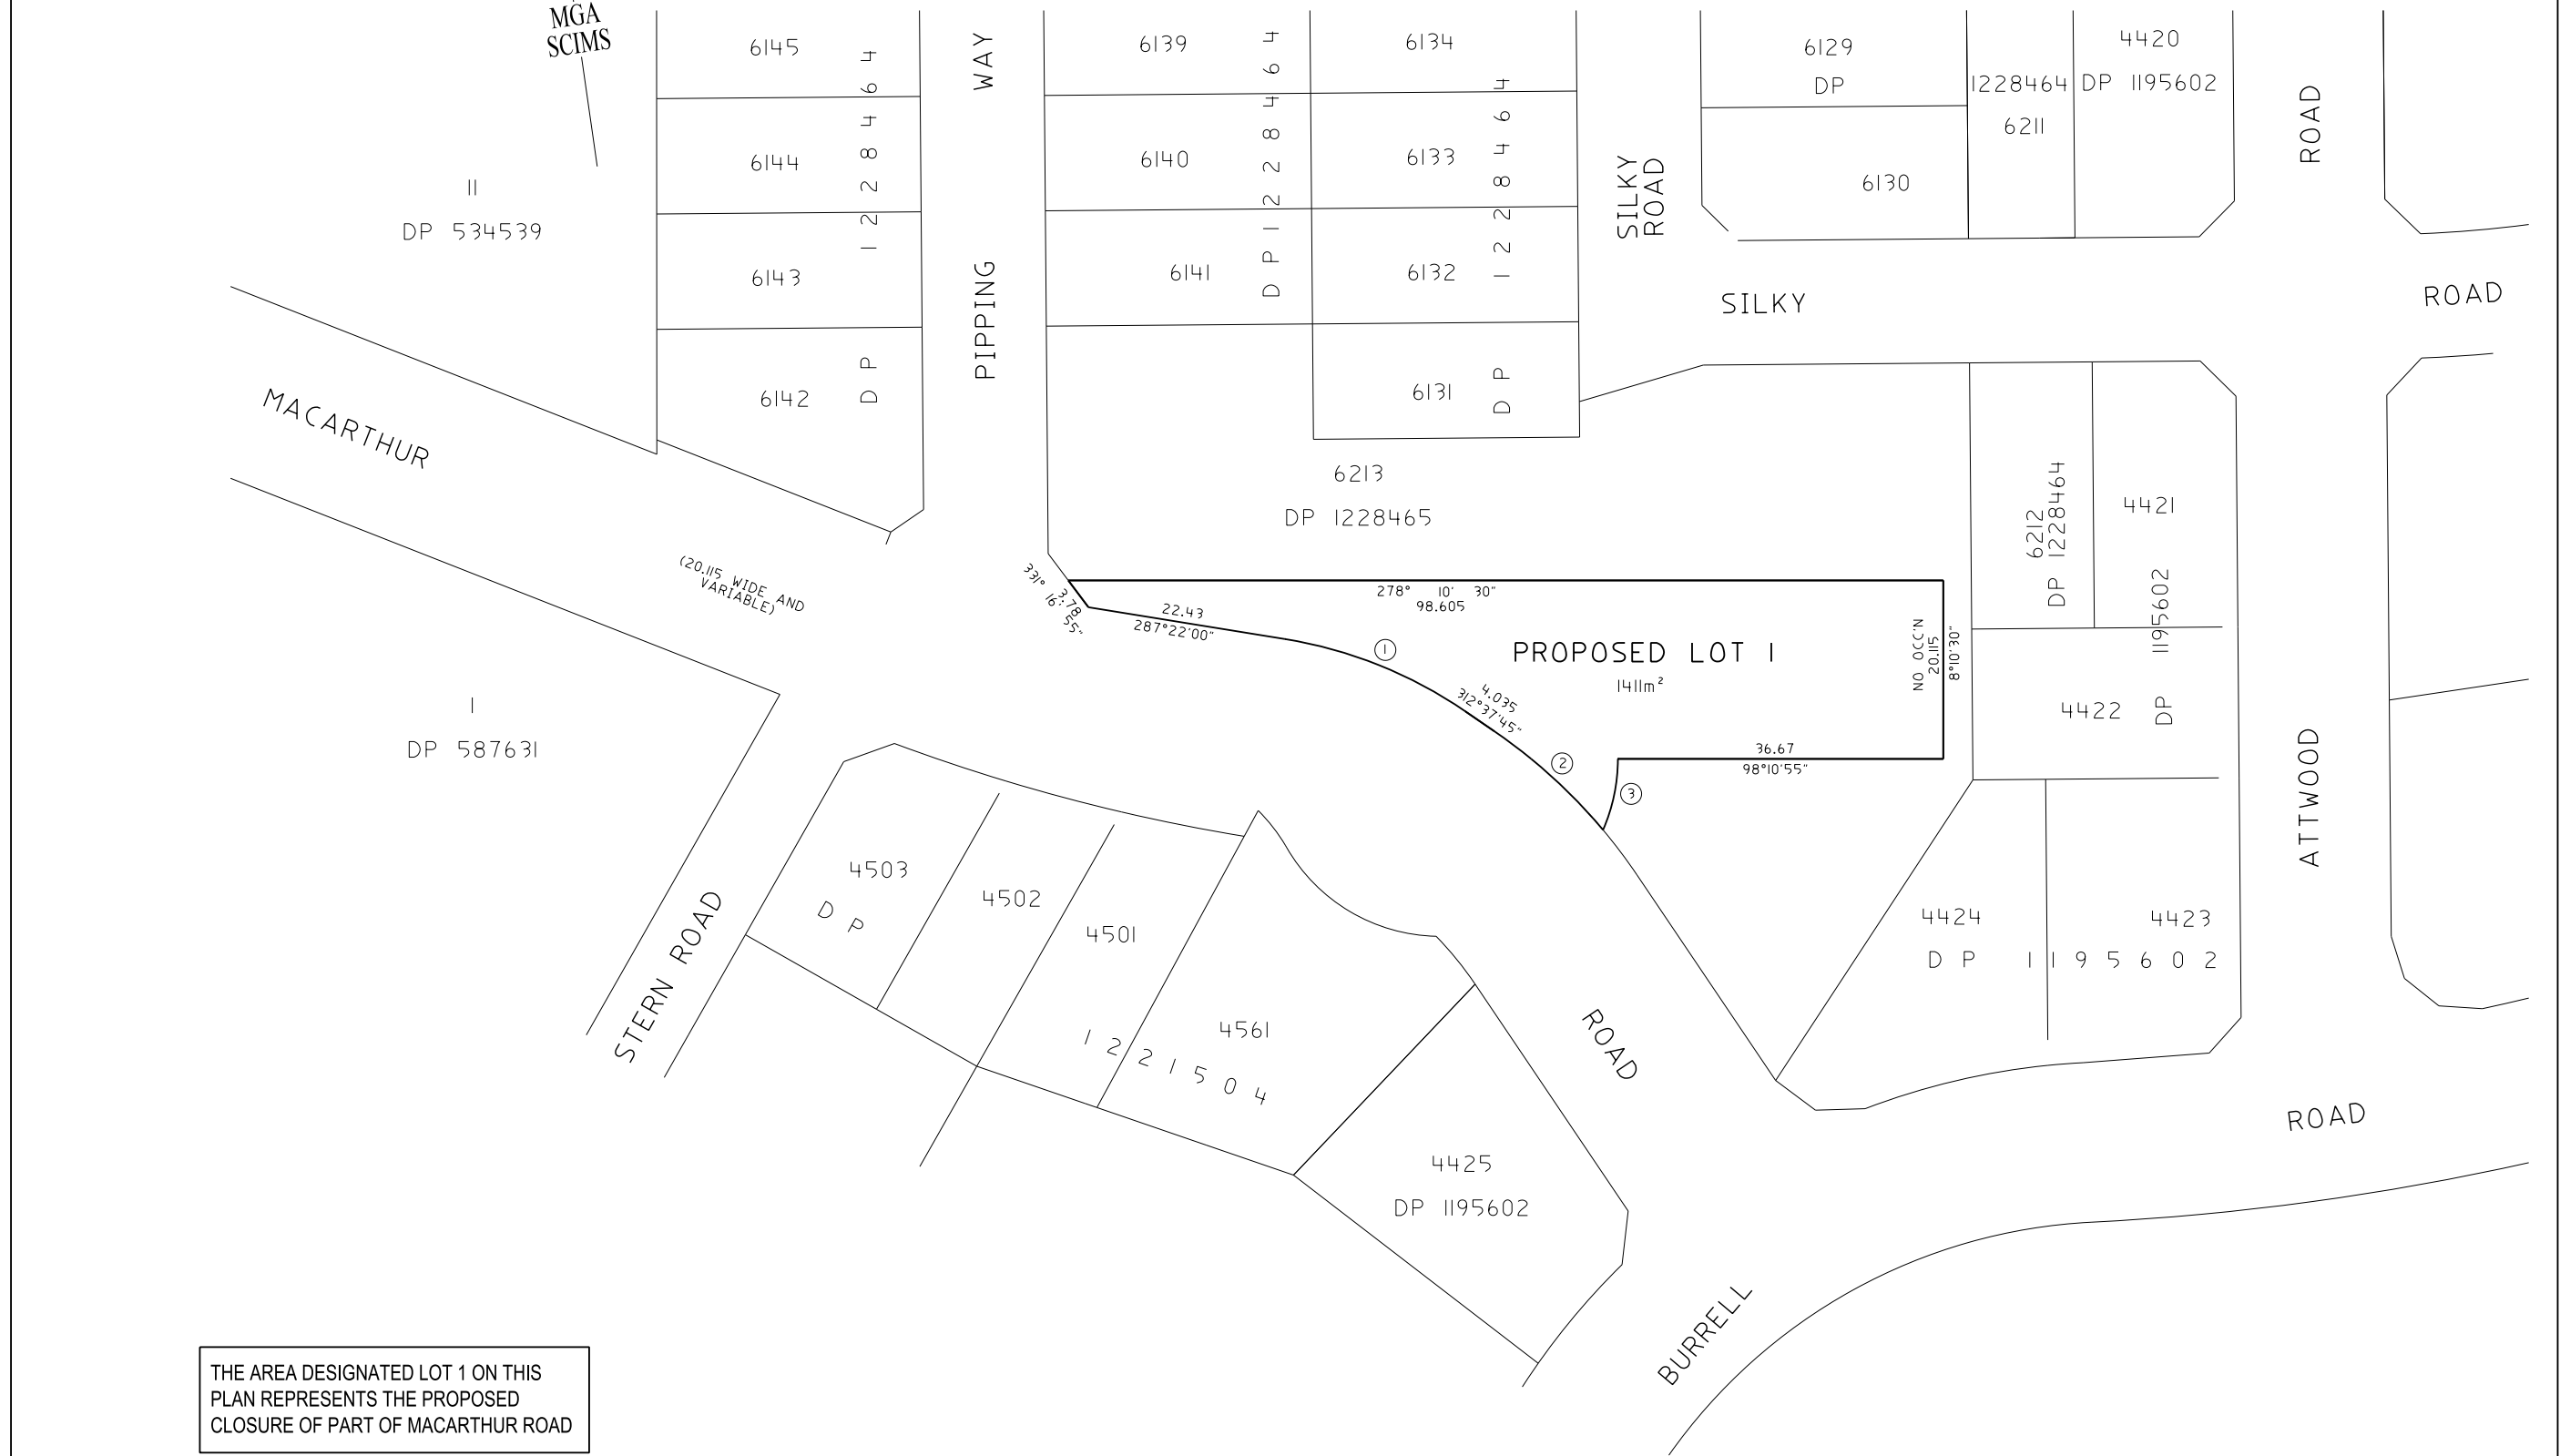 MGA
SCIMS
6145
6144
6143
6142
DP 1228464
WAY
PIPPING
6139
6140
6141
DP 1228464
6134
6133
6132
6131
DP 1228464
SILKY
ROAD
6129
DP
1228464
6211
6130
4420
DP 1195602
ROAD
SILKY
ROAD
11
DP 534539
MACARTHUR
(20.115 WIDE AND
VARIABLE)
6213
DP 1228465
6212
DP 1228464
4421
DP 1195602
4422
331° 16' 55"
3.78
22.43
287°22'00"
278° 10' 30"
98.605
1
PROPOSED LOT 1
1411m²
NO OCC'N
20.115
8°10'30"
4.035
312°37'45"
2
36.67
98°10'55"
3
1
DP 587631
STERN ROAD
4503
4502
4501
4561
DP 1221504
4424
4423
DP 1195602
ATTWOOD
ROAD
ROAD
4425
DP 1195602
BURRELL
THE AREA DESIGNATED LOT 1 ON THIS
PLAN REPRESENTS THE PROPOSED
CLOSURE OF PART OF MACARTHUR ROAD